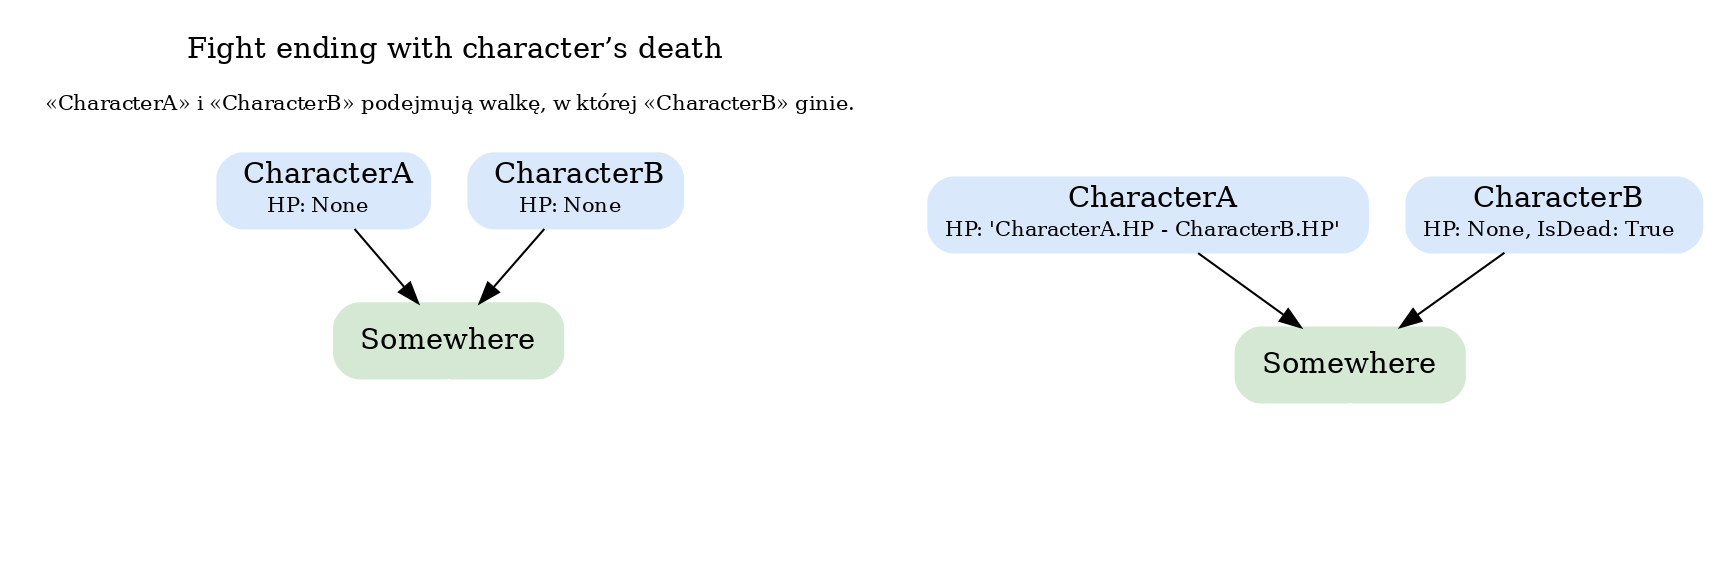 Fight ending with character’s death
«CharacterA» i «CharacterB» podejmują walkę, w której «CharacterB» ginie.
CharacterA
HP: None
CharacterB
HP: None
Somewhere
CharacterA
HP: 'CharacterA.HP - CharacterB.HP'
CharacterB
HP: None, IsDead: True
Somewhere